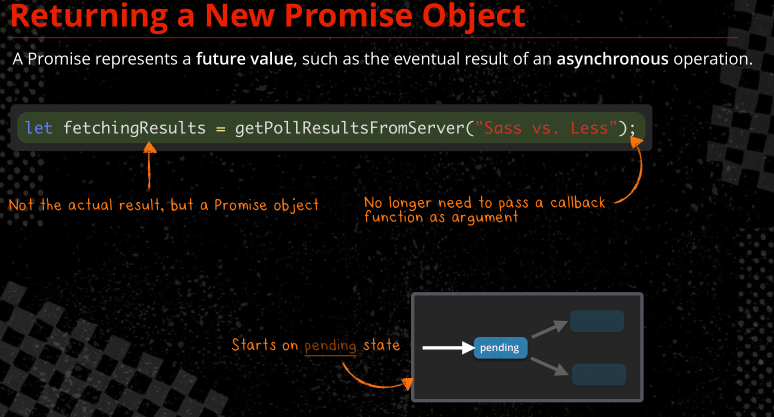 Returning a New Promise Object
A Promise represents a future value, such as the eventual result of an asynchronous operation.
let fetchingResults = getPollResultsFromServer("Sass vs. Less");
Not the actual result, but a Promise object
No longer need to pass a callback
function as argument
Starts on pending state
pending